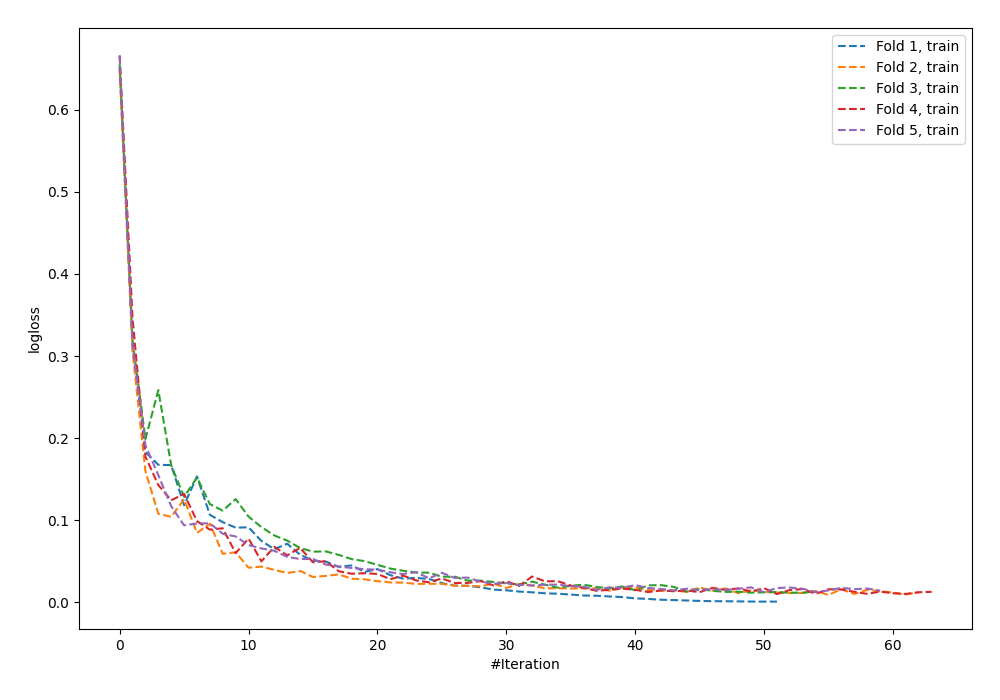 Fold 1, train
Fold 2, train
Fold 3, train
Fold 4, train
Fold 5, train
logloss
0.6
0.5
0.4
0.3
0.2
0.1
0.0
0 10 20 30 40 50 60
#Iteration